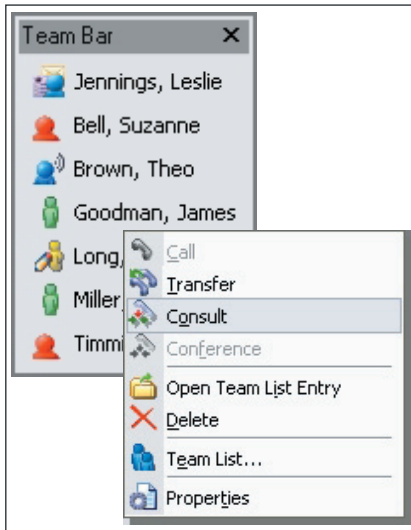 Team Bar
Jennings, Leslie
Bell, Suzanne
Brown, Theo
Goodman, James
Long,
Miller
Timmi
Call
Transfer
Consult
Conference
Open Team List Entry
Delete
Team List...
Properties